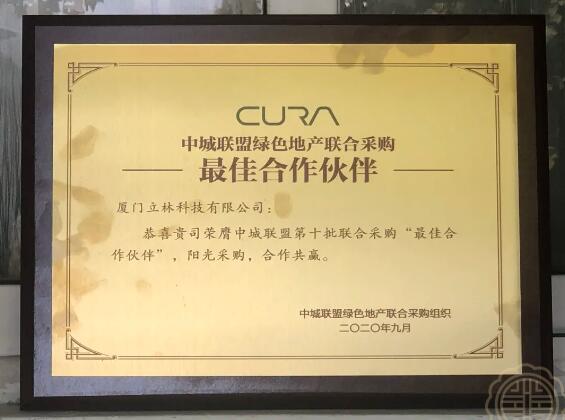 CURA
中城联盟绿色地产联合采购
最佳合作伙伴
厦门立林科技有限公司：
恭喜贵司荣膺中城联盟第十批联合采购“最佳合
作伙伴”，阳光采购，合作共赢。
中城联盟绿色地产联合采购组织
二〇二〇年九月